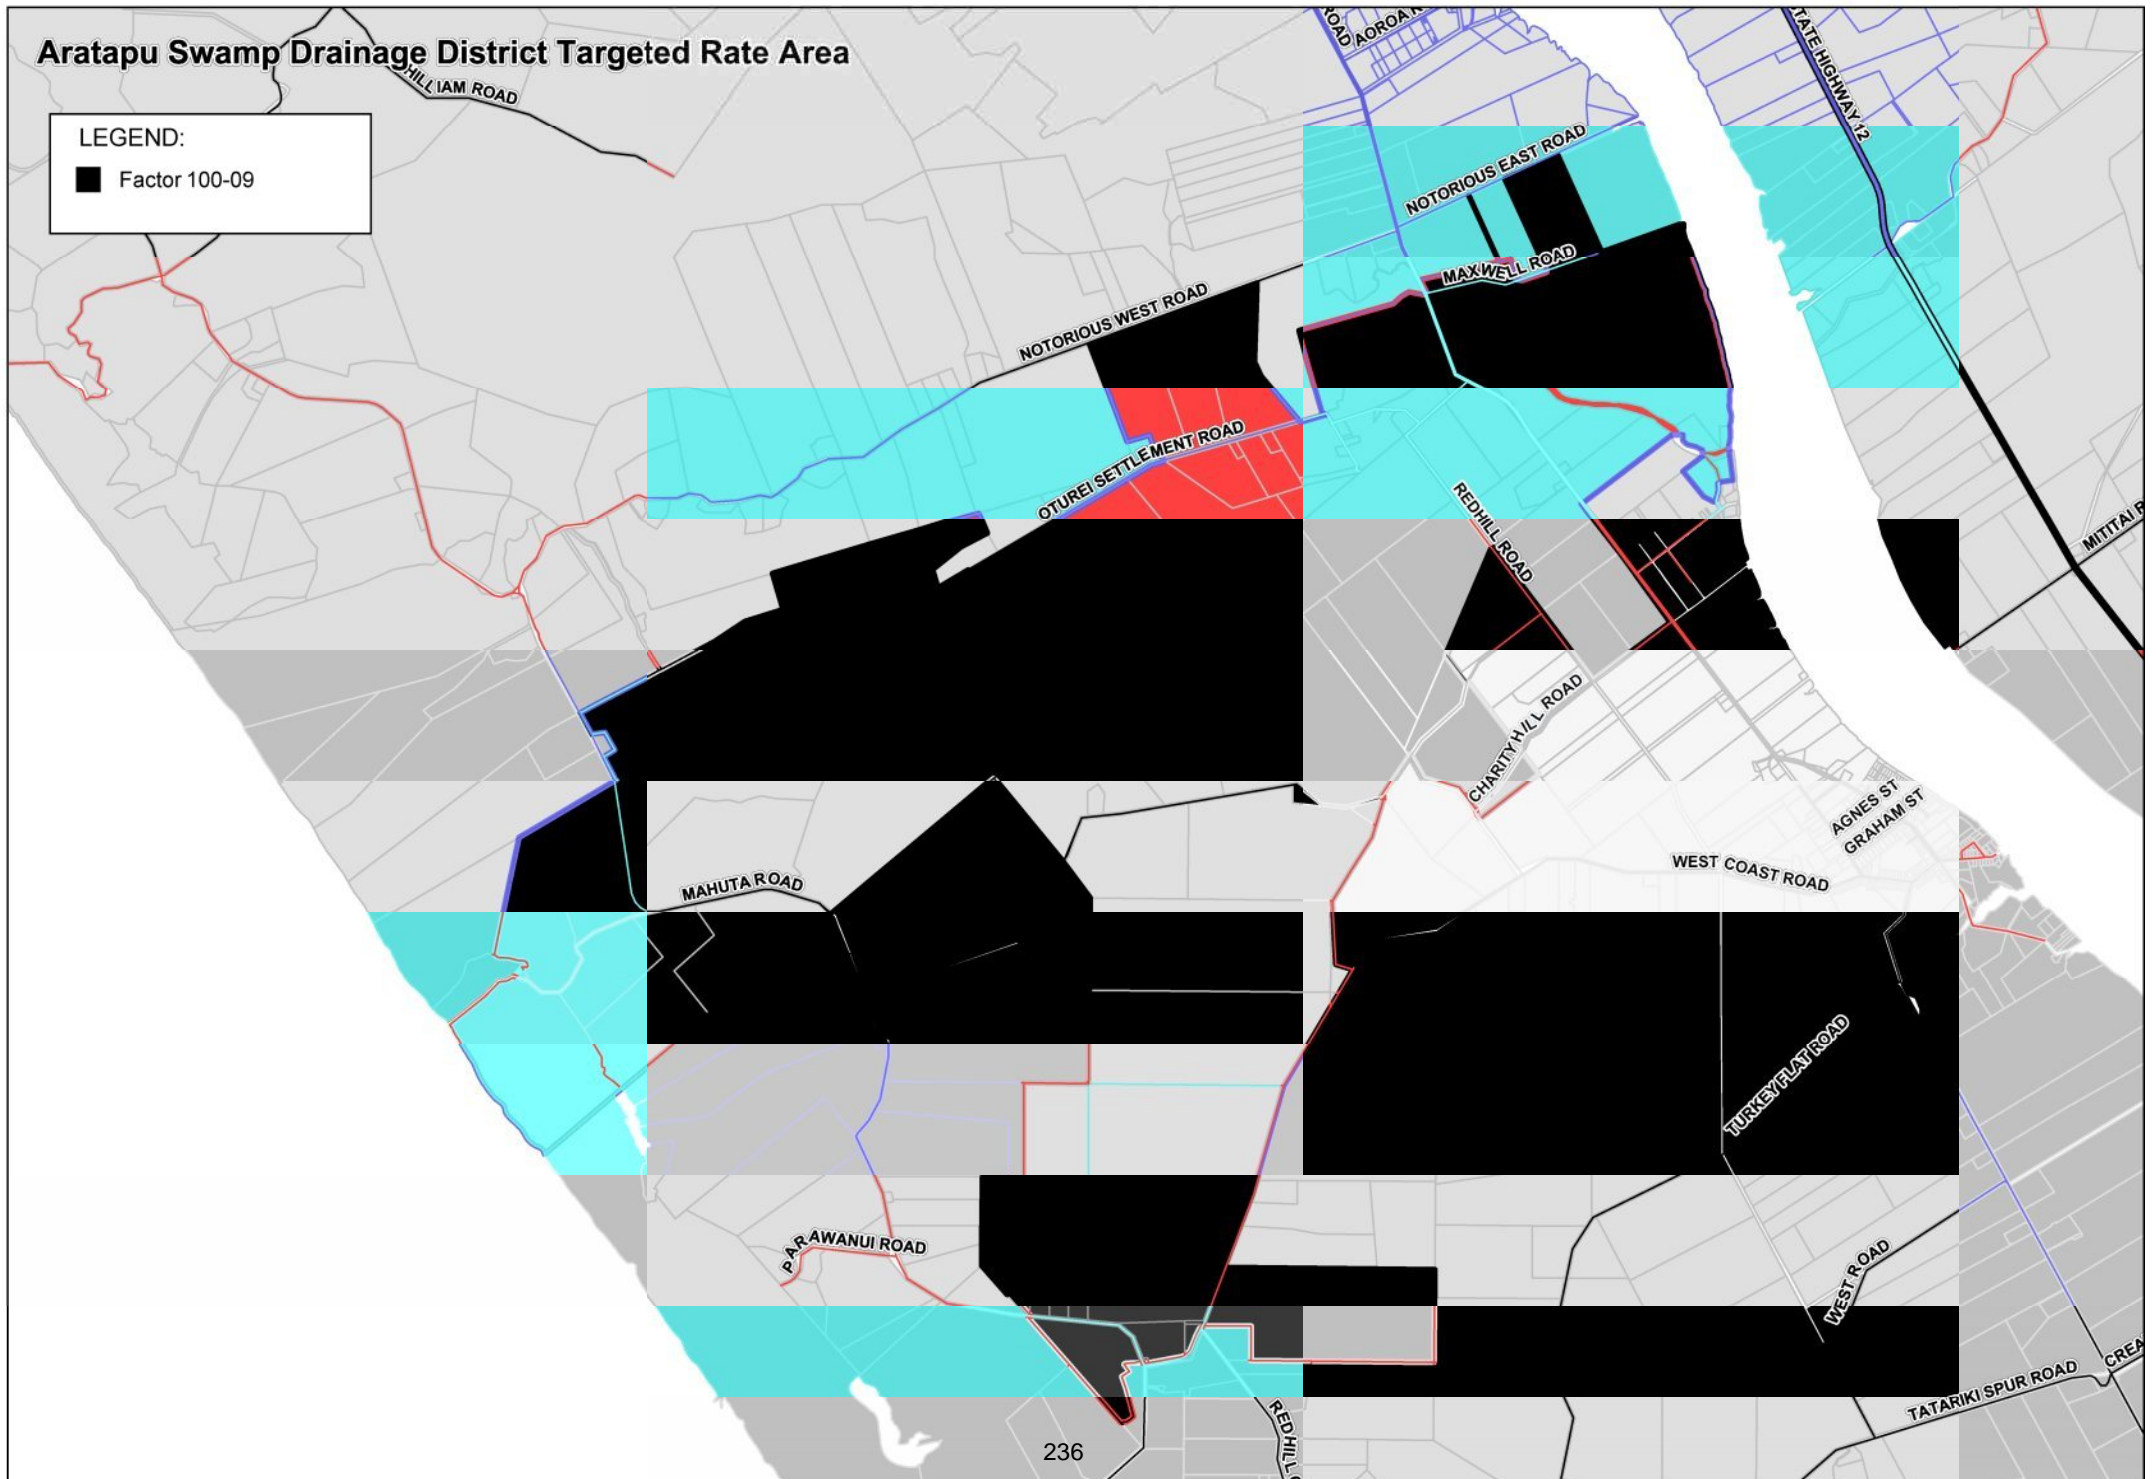 Aratapu Swamp Drainage District Targeted Rate Area
LEGEND:
Factor 100-09
ROAD
NOTORIOUS EAST ROAD
MAXWELL ROAD
NOTORIOUS WEST ROAD
OTUREI SETTLEMENT ROAD
REDHILL ROAD
CHARITY HILL ROAD
AGNES ST
GRAHAM ST
WEST COAST ROAD
MAHUTA ROAD
TURKEY FLAT ROAD
PARAWANUI ROAD
WEST ROAD
TATARIKI SPUR ROAD
236